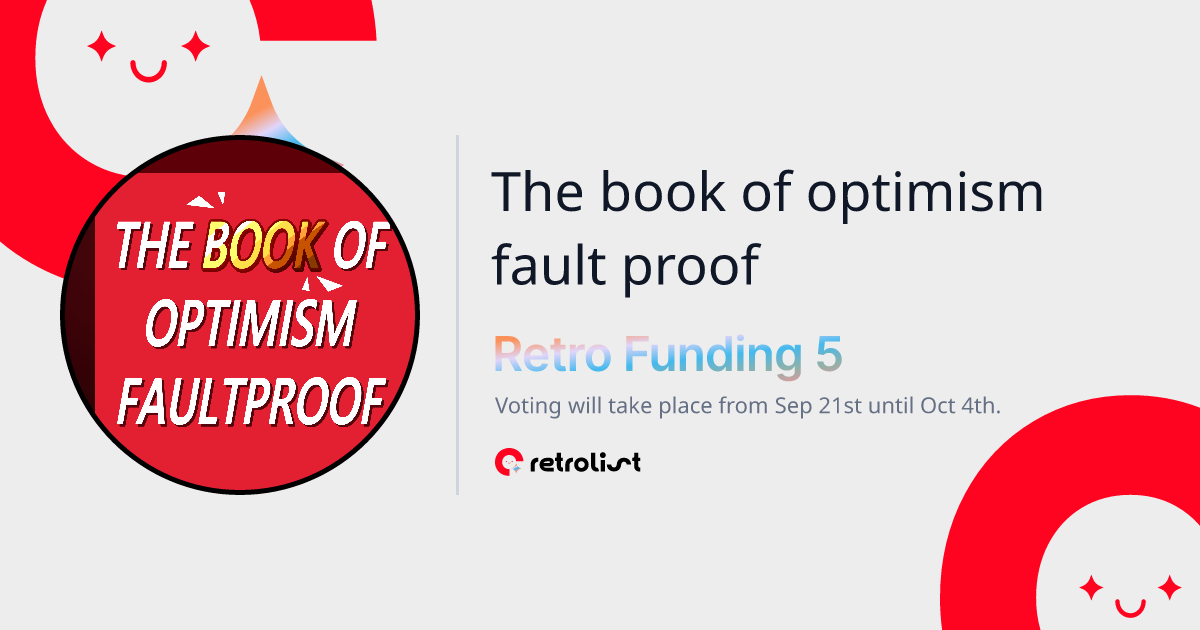 THE BOOK OF
OPTIMISM
FAULTPROOF
The book of optimism
fault proof
Retro Funding 5
Voting will take place from Sep 21st until Oct 4th.
retrolist